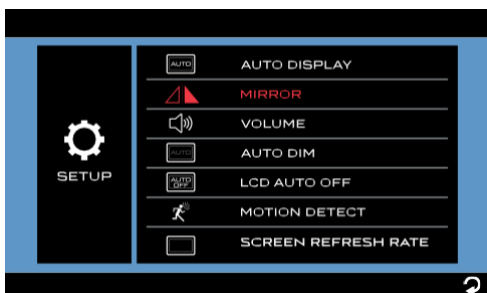 AUTO
AUTO DISPLAY
MIRROR
VOLUME
AUTO
AUTO DIM
SETUP
AUTO
OFF
LCD AUTO OFF
MOTION DETECT
SCREEN REFRESH RATE